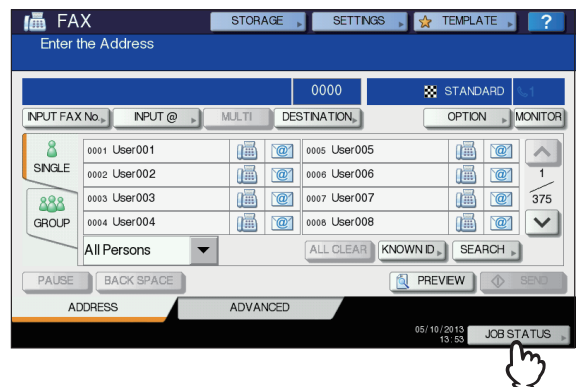 FAX STORAGE SETTINGS TEMPLATE ?
Enter the Address
0000 STANDARD 1
INPUT FAX No. INPUT @ MULTI DESTINATION OPTION MONITOR
SINGLE
GROUP
0001 User001
0002 User002
0003 User003
0004 User004
0005 User005
0006 User006
0007 User007
0008 User008
1
375
All Persons ALL CLEAR KNOWN ID SEARCH
PAUSE BACK SPACE PREVIEW SEND
ADDRESS ADVANCED
05/10/2013
13:53
JOB STATUS